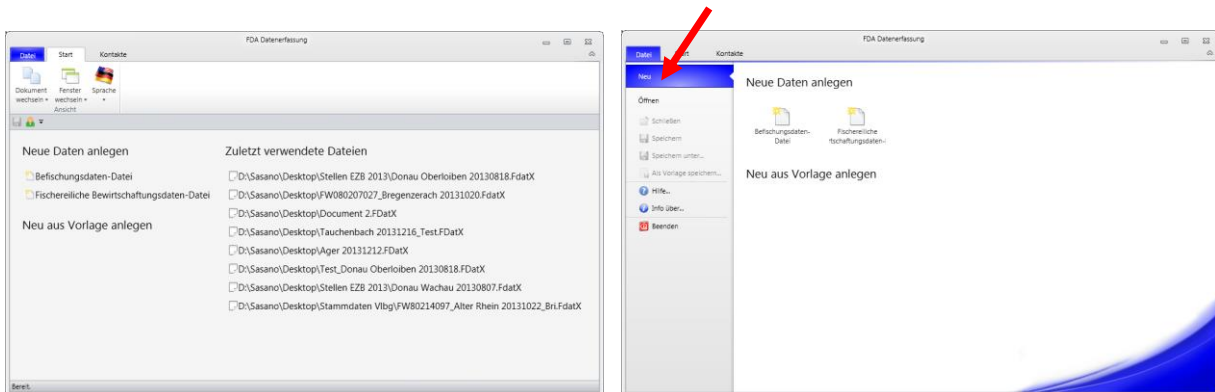 FDA Datenerfassung
Datei Start Kontakte
Dokument wechseln Fenster wechseln Sprache
Ansicht
Neue Daten anlegen
Befischungsdaten-Datei
Fischereiliche Bewirtschaftungsdaten-Datei
Neu aus Vorlage anlegen
Zuletzt verwendete Dateien
D:\Sasano\Desktop\Stellen EZB 2013\Donau Oberloiben 20130818.FdatX
D:\Sasano\Desktop\FW080207027_Bregenzerach 20131020.FdatX
D:\Sasano\Desktop\Document 2.FDatX
D:\Sasano\Desktop\Tauchenbach 20131216_Test.FDatX
D:\Sasano\Desktop\Ager 20131212.FDatX
D:\Sasano\Desktop\Test_Donau Oberloiben 20130818.FDatX
D:\Sasano\Desktop\Stellen EZB 2013\Donau Wachau 20130807.FdatX
D:\Sasano\Desktop\Stammdaten Vlbg\FW80214097_Alter Rhein 20131022_Bri.FdatX
Bereit.
FDA Datenerfassung
Datei Kontakte
Neu
Öffnen
Schließen
Speichern
Speichern unter...
Als Vorlage speichern...
Hilfe...
Info über...
Beenden
Neue Daten anlegen
Befischungsdaten-
Datei
Fischereiliche
Neu aus Vorlage anlegen